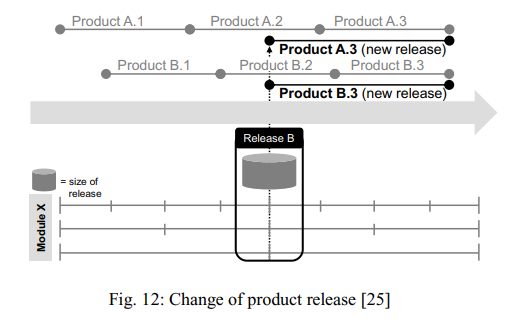 Product A.1
Product A.2
Product A.3
Product A.3 (new release)
Product B.1
Product B.2
Product B.3
Product B.3 (new release)
Release B
= size of
release
Module X
Fig. 12: Change of product release [25]